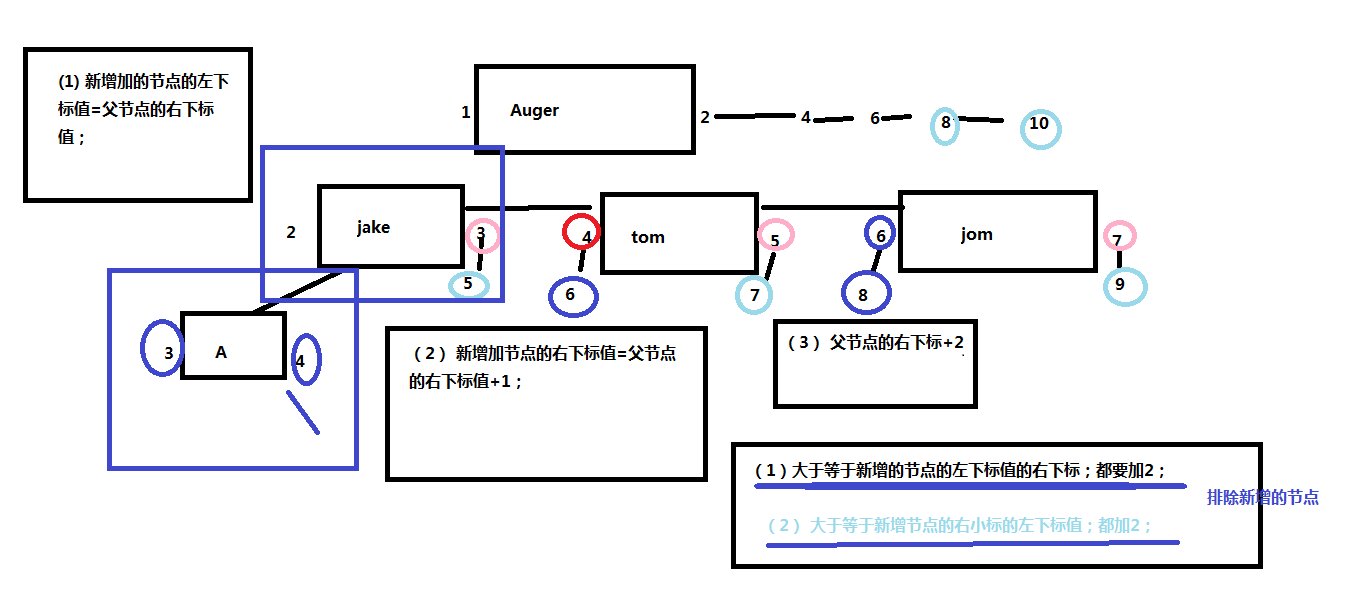 (1) 新增加的节点的左下
标值=父节点的右下标
值；
1
Auger
2
4
6
8
10
2
jake
3
5
4
6
tom
5
7
6
8
jom
7
9
3
A
4
（2） 新增加节点的右下标值=父节点
的右下标值+1；
（3） 父节点的右下标+2
（1)大于等于新增的节点的左下标值的右下标；都要加2；
排除新增的节点
（2） 大于等于新增节点的右小标的左下标值；都加2；